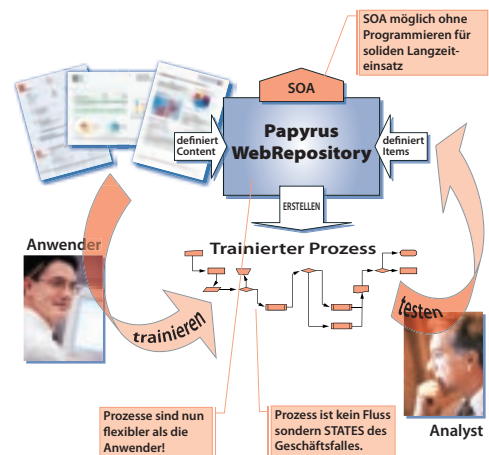 SOA möglich ohne
Programmieren für
soliden Langzeit-
einsatz
SOA
definiert
Content
Papyrus
WebRepository
definiert
Items
ERSTELLEN
Anwender
Trainierter Prozess
trainieren
testen
Prozesse sind nun
flexibler als die
Anwender!
Prozess ist kein Fluss
sondern STATES des
Geschäftsfalles.
Analyst